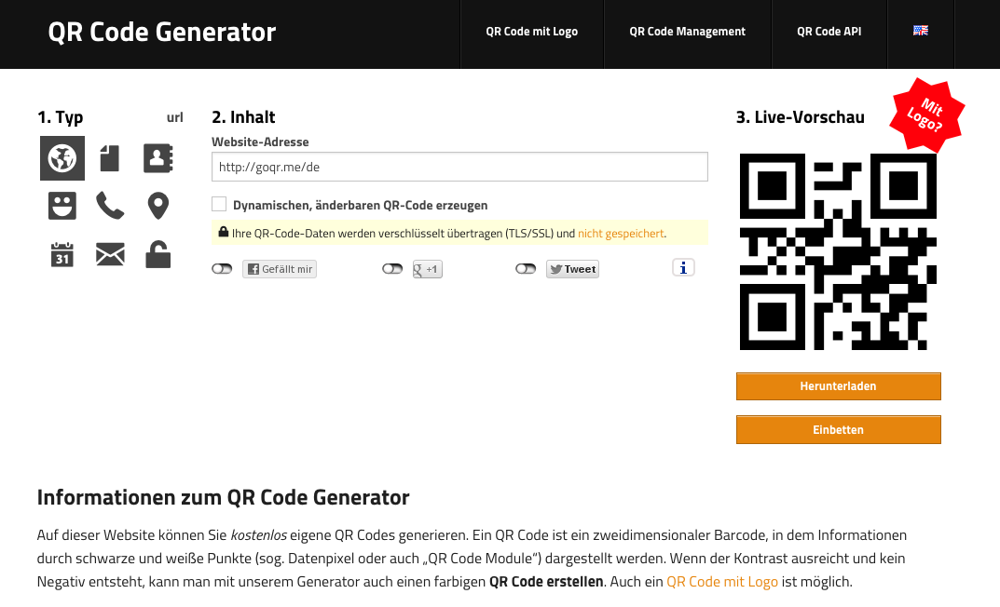 QR Code Generator
QR Code mit Logo
QR Code Management
QR Code API
1. Typ
url
31
2. Inhalt
Website-Adresse
http://goqr.me/de
Dynamischen, änderbaren QR-Code erzeugen
Ihre QR-Code-Daten werden verschlüsselt übertragen (TLS/SSL) und nicht gespeichert.
Gefällt mir
g +1
Tweet
i
3. Live-Vorschau
Mit
Logo?
Herunterladen
Einbetten
Informationen zum QR Code Generator
Auf dieser Website können Sie kostenlos eigene QR Codes generieren. Ein QR Code ist ein zweidimensionaler Barcode, in dem Informationen
durch schwarze und weiße Punkte (sog. Datenpixel oder auch „QR Code Module“) dargestellt werden. Wenn der Kontrast ausreicht und kein
Negativ entsteht, kann man mit unserem Generator auch einen farbigen QR Code erstellen. Auch ein QR Code mit Logo ist möglich.